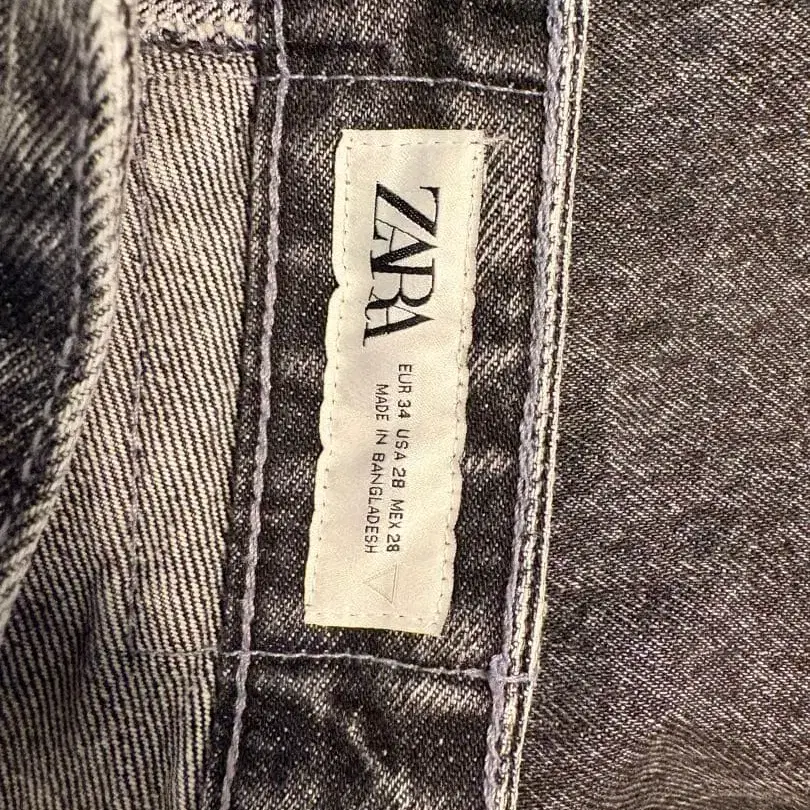 ZARA
EUR 34 USA 28 MEX 28
MADE IN BANGLADESH